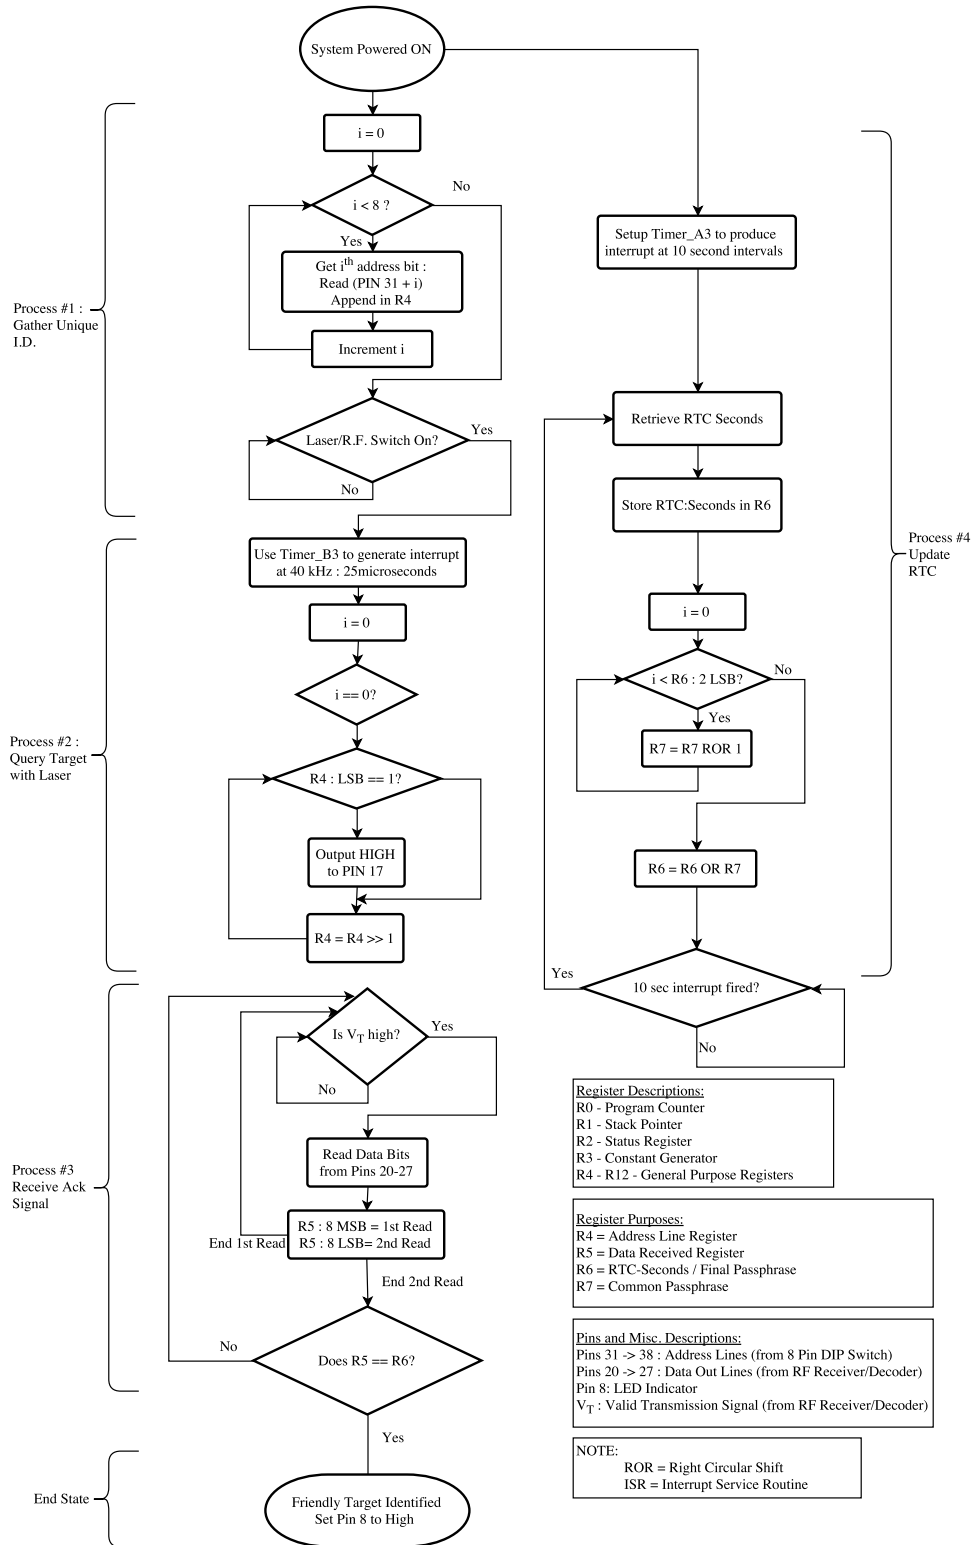 System Powered ON
Process #1 :
Gather Unique
I.D.
i = 0
i < 8 ?
No
Yes
Get ith address bit :
Read (PIN 31 + i)
Append in R4
Increment i
Laser/R.F. Switch On?
Yes
No
Process #2 :
Query Target
with Laser
Use Timer_B3 to generate interrupt
at 40 kHz : 25microseconds
i = 0
i == 0?
R4 : LSB == 1?
Output HIGH
to PIN 17
R4 = R4 >> 1
Process #3
Receive Ack
Signal
Is VT high?
Yes
No
Read Data Bits
from Pins 20-27
R5 : 8 MSB = 1st Read
R5 : 8 LSB= 2nd Read
End 1st Read
End 2nd Read
Does R5 == R6?
No
Yes
End State
Friendly Target Identified
Set Pin 8 to High
Process #4
Update
RTC
Setup Timer_A3 to produce
interrupt at 10 second intervals
Retrieve RTC Seconds
Store RTC:Seconds in R6
i = 0
i < R6 : 2 LSB?
No
Yes
R7 = R7 ROR 1
R6 = R6 OR R7
10 sec interrupt fired?
Yes
No
Register Descriptions:
R0 - Program Counter
R1 - Stack Pointer
R2 - Status Register
R3 - Constant Generator
R4 - R12 - General Purpose Registers
Register Purposes:
R4 = Address Line Register
R5 = Data Received Register
R6 = RTC-Seconds / Final Passphrase
R7 = Common Passphrase
Pins and Misc. Descriptions:
Pins 31 -> 38 : Address Lines (from 8 Pin DIP Switch)
Pins 20 -> 27 : Data Out Lines (from RF Receiver/Decoder)
Pin 8: LED Indicator
VT : Valid Transmission Signal (from RF Receiver/Decoder)
NOTE:
ROR = Right Circular Shift
ISR = Interrupt Service Routine